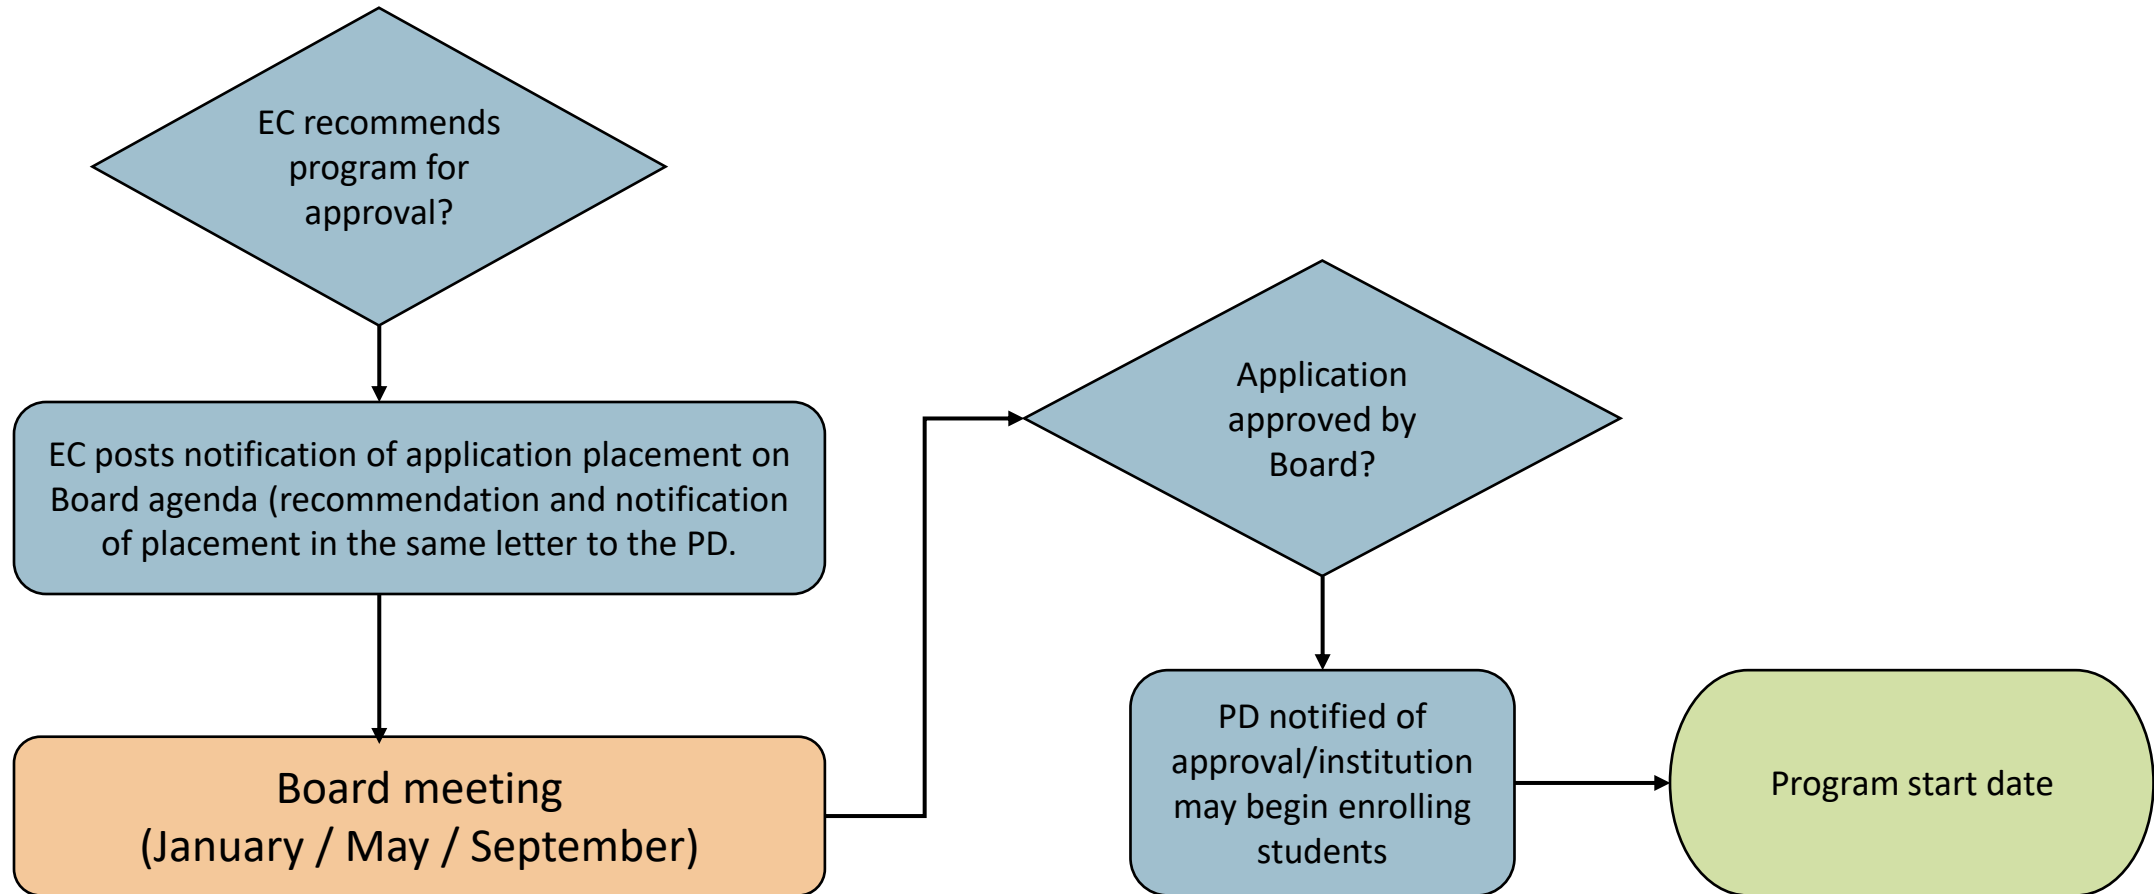 EC recommends
program for
approval?
EC posts notification of application placement on
Board agenda (recommendation and notification
of placement in the same letter to the PD.
Board meeting
(January / May / September)
Application
approved by
Board?
PD notified of
approval/institution
may begin enrolling
students
Program start date